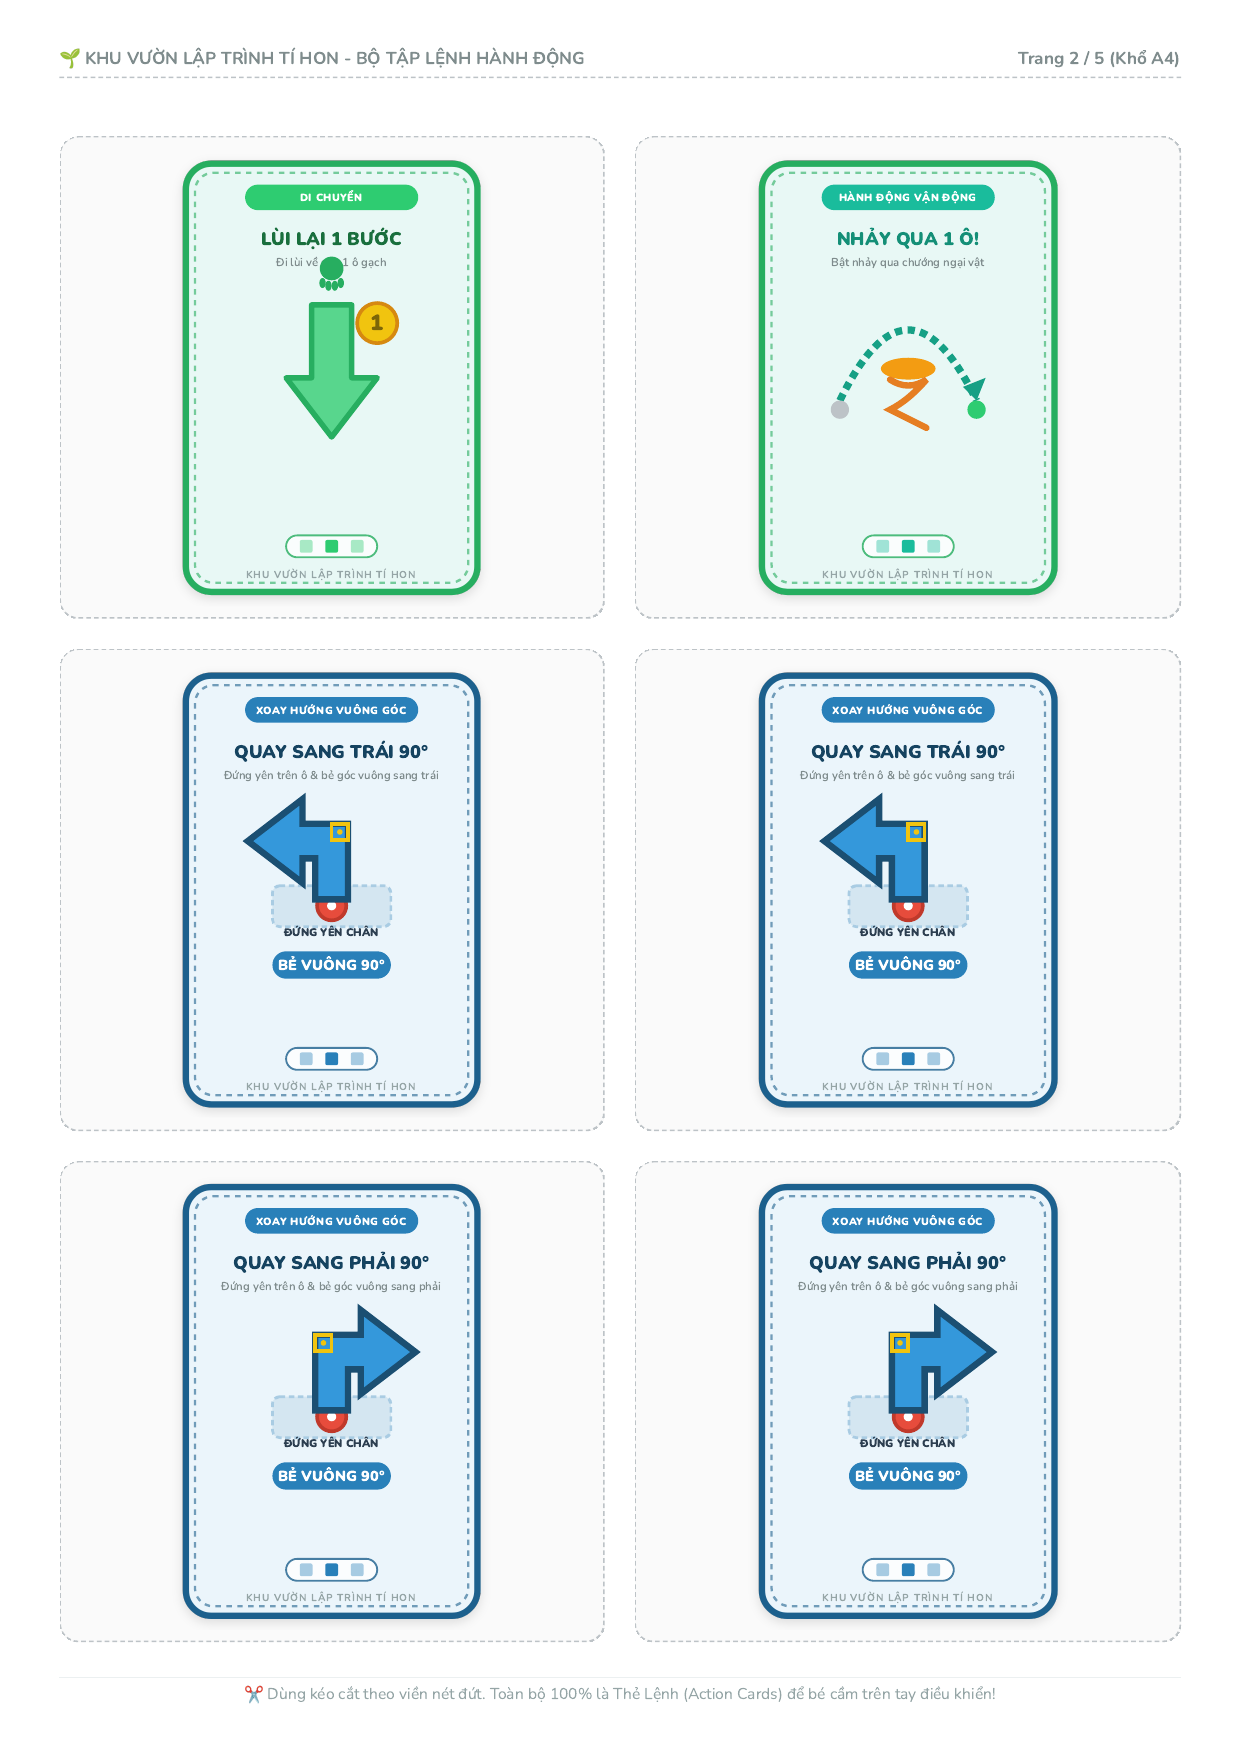 🌱 KHU VƯỜN LẬP TRÌNH TÍ HON - BỘ TẬP LỆNH HÀNH ĐỘNG
Trang 2 / 5 (Khổ A4)
DI CHUYỂN
LÙI LẠI 1 BƯỚC
Đi lùi về 1 ô gạch
1
KHU VƯỜN LẬP TRÌNH TÍ HON
HÀNH ĐỘNG VẬN ĐỘNG
NHẢY QUA 1 Ô!
Bật nhảy qua chướng ngại vật
KHU VƯỜN LẬP TRÌNH TÍ HON
XOAY HƯỚNG VUÔNG GÓC
QUAY SANG TRÁI 90°
Đứng yên trên ô & bẻ góc vuông sang trái
ĐỨNG YÊN CHÂN
BẺ VUÔNG 90°
KHU VƯỜN LẬP TRÌNH TÍ HON
XOAY HƯỚNG VUÔNG GÓC
QUAY SANG TRÁI 90°
Đứng yên trên ô & bẻ góc vuông sang trái
ĐỨNG YÊN CHÂN
BẺ VUÔNG 90°
KHU VƯỜN LẬP TRÌNH TÍ HON
XOAY HƯỚNG VUÔNG GÓC
QUAY SANG PHẢI 90°
Đứng yên trên ô & bẻ góc vuông sang phải
ĐỨNG YÊN CHÂN
BẺ VUÔNG 90°
KHU VƯỜN LẬP TRÌNH TÍ HON
XOAY HƯỚNG VUÔNG GÓC
QUAY SANG PHẢI 90°
Đứng yên trên ô & bẻ góc vuông sang phải
ĐỨNG YÊN CHÂN
BẺ VUÔNG 90°
KHU VƯỜN LẬP TRÌNH TÍ HON
✂️ Dùng kéo cắt theo viền nét đứt. Toàn bộ 100% là Thẻ Lệnh (Action Cards) để bé cầm trên tay điều khiển!